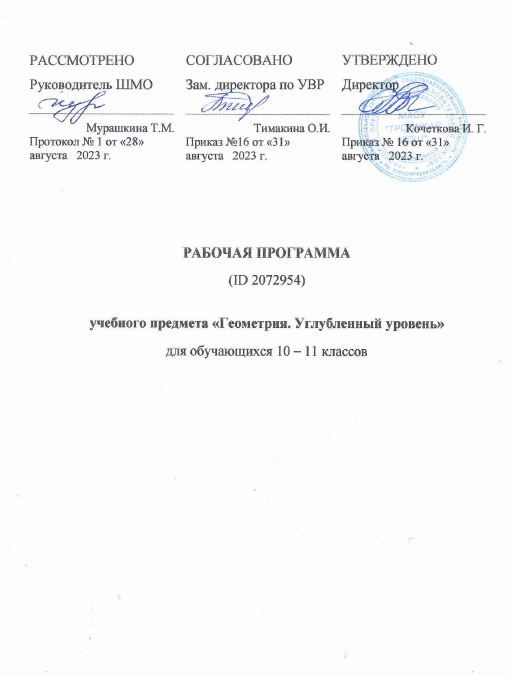 РАССМОТРЕНО
Руководитель ШМО
Мурашкина Т.М.
Протокол № 1 от «28»
августа 2023 г.
СОГЛАСОВАНО
Зам. директора по УВР
Тимакина О.И.
Приказ №16 от «31»
августа 2023 г.
УТВЕРЖДЕНО
Директор
Кочеткова И. Г.
Приказ № 16 от «31»
августа 2023 г.
РАБОЧАЯ ПРОГРАММА
(ID 2072954)
учебного предмета «Геометрия. Углубленный уровень»
для обучающихся 10 – 11 классов